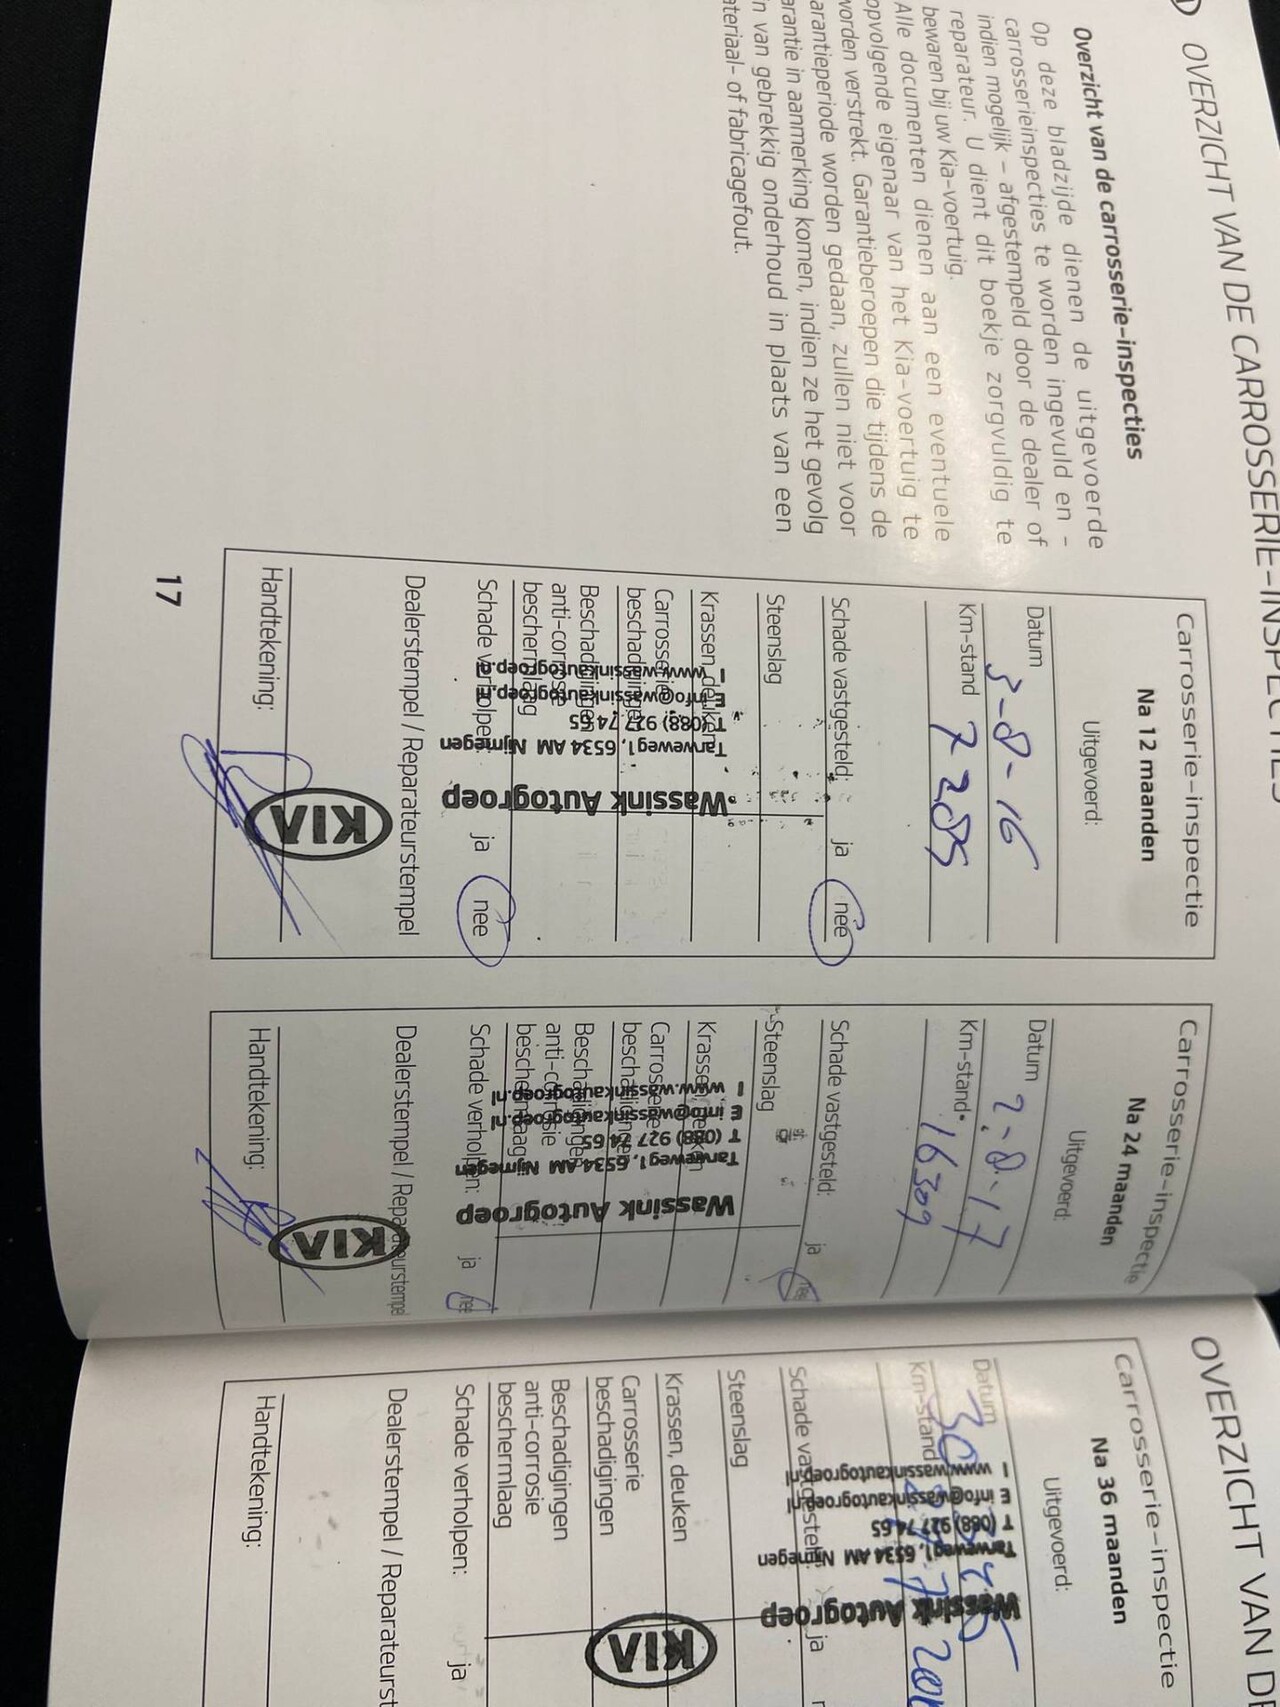 OVERZICHT VAN DE CARROSSERIE-INSPECTIES
Overzicht van de carrosserie-inspecties
Op deze bladzijde dienen de uitgevoerde
carrosserieinspecties te worden ingevuld en -
indien mogelijk - afgestempeld door de dealer of
reparateur. U dient dit boekje zorgvuldig te
bewaren bij uw Kia-voertuig.
Alle documenten dienen aan een eventuele
opvolgende eigenaar van het Kia-voertuig te
worden verstrekt. Garantieberoepen die tijdens de
arantieperiode worden gedaan, zullen niet voor
arantie in aanmerking komen, indien ze het gevolg
jn van gebrekkig onderhoud in plaats van een
ateriaal- of fabricagefout.
17
Carrosserie-inspectie
Na 12 maanden
Uitgevoerd:
Datum 3-8-16
Km-stand 7285
Schade vastgesteld: ja nee
Steenslag
Krassen, deuken
Carrosserie
beschadigingen
Beschadigingen
anti-corrosie
beschermlaag
Schade verholpen: ja nee
Dealerstempel / Reparateurstempel
Handtekening:
KIA
Wassink Autogroep
Tarweweg1, 6534 AM Nijmegen
T (088) 927 74 65
E info@wassinkautogroep.nl
I www.wassinkautogroep.nl
Carrosserie-inspectie
Na 24 maanden
Uitgevoerd:
Datum 2-8-17
Km-stand 16309
Schade vastgesteld: ja nee
Steenslag
Krassen, deuken
Carrosserie
beschadigingen
Beschadigingen
anti-corrosie
beschermlaag
Schade verholpen: ja nee
Dealerstempel / Reparateurstempel
Handtekening:
KIA
Wassink Autogroep
Tarweweg1, 6534 AM Nijmegen
T (088) 927 74 65
E info@wassinkautogroep.nl
I www.wassinkautogroep.nl
OVERZICHT VAN DE
Carrosserie-inspectie
Na 36 maanden
Uitgevoerd:
Datum
Km-stand
Schade vastgesteld: ja
Steenslag
Krassen, deuken
Carrosserie
beschadigingen
Beschadigingen
anti-corrosie
beschermlaag
Schade verholpen: ja
Dealerstempel / Reparateurst
Handtekening:
KIA
Wassink Autogroep
Tarweweg1, 6534 AM Nijmegen
T (088) 927 74 65
E info@wassinkautogroep.nl
I www.wassinkautogroep.nl